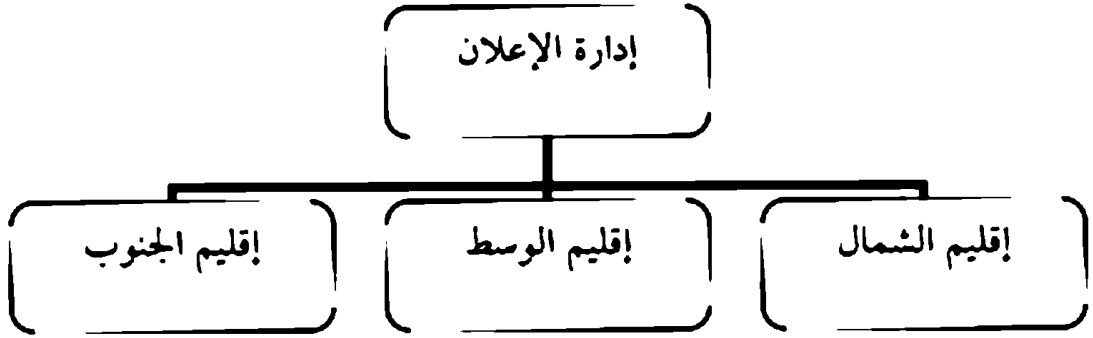 إدارة الإعلان
إقليم الشمال
إقليم الوسط
إقليم الجنوب